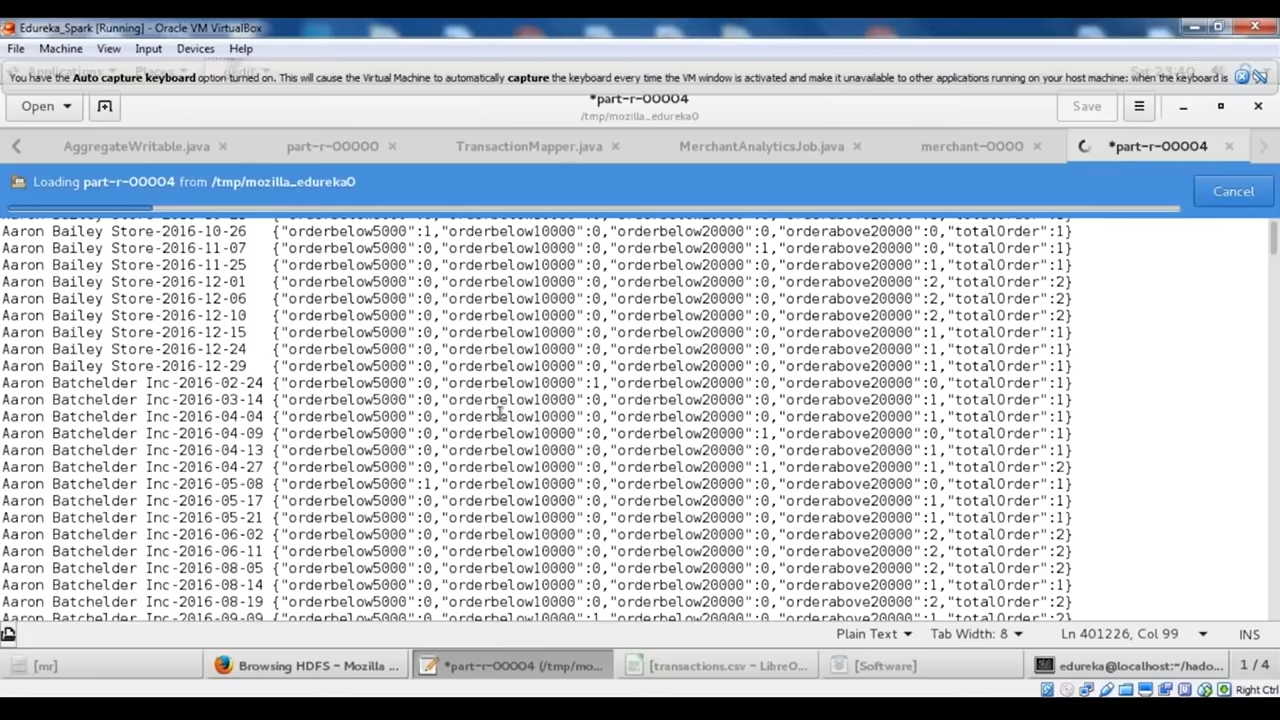 Edureka_Spark [Running] - Oracle VM VirtualBox
File Machine View Input Devices Help
You have the Auto capture keyboard option turned on. This will cause the Virtual Machine to automatically capture the keyboard every time the VM window is activated and make it unavailable to other applications running on your host machine: when the keyboard is
Open *part-r-00004 Save
/tmp/mozilla_edureka0
AggregateWritable.java part-r-00000 TransactionMapper.java MerchantAnalyticsJob.java merchant-0000 *part-r-00004
Loading part-r-00004 from /tmp/mozilla_edureka0 Cancel
Aaron Bailey Store-2016-10-26 {"orderbelow5000":1,"orderbelow10000":0,"orderbelow20000":0,"orderabove20000":0,"totalOrder":1}
Aaron Bailey Store-2016-11-07 {"orderbelow5000":0,"orderbelow10000":0,"orderbelow20000":1,"orderabove20000":0,"totalOrder":1}
Aaron Bailey Store-2016-11-25 {"orderbelow5000":0,"orderbelow10000":0,"orderbelow20000":0,"orderabove20000":1,"totalOrder":1}
Aaron Bailey Store-2016-12-01 {"orderbelow5000":0,"orderbelow10000":0,"orderbelow20000":0,"orderabove20000":2,"totalOrder":2}
Aaron Bailey Store-2016-12-06 {"orderbelow5000":0,"orderbelow10000":0,"orderbelow20000":0,"orderabove20000":2,"totalOrder":2}
Aaron Bailey Store-2016-12-10 {"orderbelow5000":0,"orderbelow10000":0,"orderbelow20000":0,"orderabove20000":2,"totalOrder":2}
Aaron Bailey Store-2016-12-15 {"orderbelow5000":0,"orderbelow10000":0,"orderbelow20000":0,"orderabove20000":1,"totalOrder":1}
Aaron Bailey Store-2016-12-24 {"orderbelow5000":0,"orderbelow10000":0,"orderbelow20000":0,"orderabove20000":1,"totalOrder":1}
Aaron Bailey Store-2016-12-29 {"orderbelow5000":0,"orderbelow10000":0,"orderbelow20000":0,"orderabove20000":1,"totalOrder":1}
Aaron Batchelder Inc-2016-02-24 {"orderbelow5000":0,"orderbelow10000":1,"orderbelow20000":0,"orderabove20000":0,"totalOrder":1}
Aaron Batchelder Inc-2016-03-14 {"orderbelow5000":0,"orderbelow10000":0,"orderbelow20000":0,"orderabove20000":1,"totalOrder":1}
Aaron Batchelder Inc-2016-04-04 {"orderbelow5000":0,"orderbelow10000":0,"orderbelow20000":0,"orderabove20000":1,"totalOrder":1}
Aaron Batchelder Inc-2016-04-09 {"orderbelow5000":0,"orderbelow10000":0,"orderbelow20000":1,"orderabove20000":0,"totalOrder":1}
Aaron Batchelder Inc-2016-04-13 {"orderbelow5000":0,"orderbelow10000":0,"orderbelow20000":0,"orderabove20000":1,"totalOrder":1}
Aaron Batchelder Inc-2016-04-27 {"orderbelow5000":0,"orderbelow10000":0,"orderbelow20000":1,"orderabove20000":1,"totalOrder":2}
Aaron Batchelder Inc-2016-05-08 {"orderbelow5000":1,"orderbelow10000":0,"orderbelow20000":0,"orderabove20000":0,"totalOrder":1}
Aaron Batchelder Inc-2016-05-17 {"orderbelow5000":0,"orderbelow10000":0,"orderbelow20000":0,"orderabove20000":1,"totalOrder":1}
Aaron Batchelder Inc-2016-05-21 {"orderbelow5000":0,"orderbelow10000":0,"orderbelow20000":0,"orderabove20000":1,"totalOrder":1}
Aaron Batchelder Inc-2016-06-02 {"orderbelow5000":0,"orderbelow10000":0,"orderbelow20000":0,"orderabove20000":2,"totalOrder":2}
Aaron Batchelder Inc-2016-06-11 {"orderbelow5000":0,"orderbelow10000":0,"orderbelow20000":0,"orderabove20000":2,"totalOrder":2}
Aaron Batchelder Inc-2016-08-05 {"orderbelow5000":0,"orderbelow10000":0,"orderbelow20000":0,"orderabove20000":2,"totalOrder":2}
Aaron Batchelder Inc-2016-08-14 {"orderbelow5000":0,"orderbelow10000":0,"orderbelow20000":0,"orderabove20000":1,"totalOrder":1}
Aaron Batchelder Inc-2016-08-19 {"orderbelow5000":0,"orderbelow10000":0,"orderbelow20000":0,"orderabove20000":2,"totalOrder":2}
Aaron Batchelder Inc-2016-09-09 {"orderbelow5000":0,"orderbelow10000":1,"orderbelow20000":0,"orderabove20000":1,"totalOrder":2}
Plain Text Tab Width: 8 Ln 401226, Col 99 INS
[mr] Browsing HDFS – Mozilla ... *part-r-00004 (/tmp/mo... [transactions.csv – LibreO... [Software] edureka@localhost:~/hado... 1 / 4
Right Ctrl